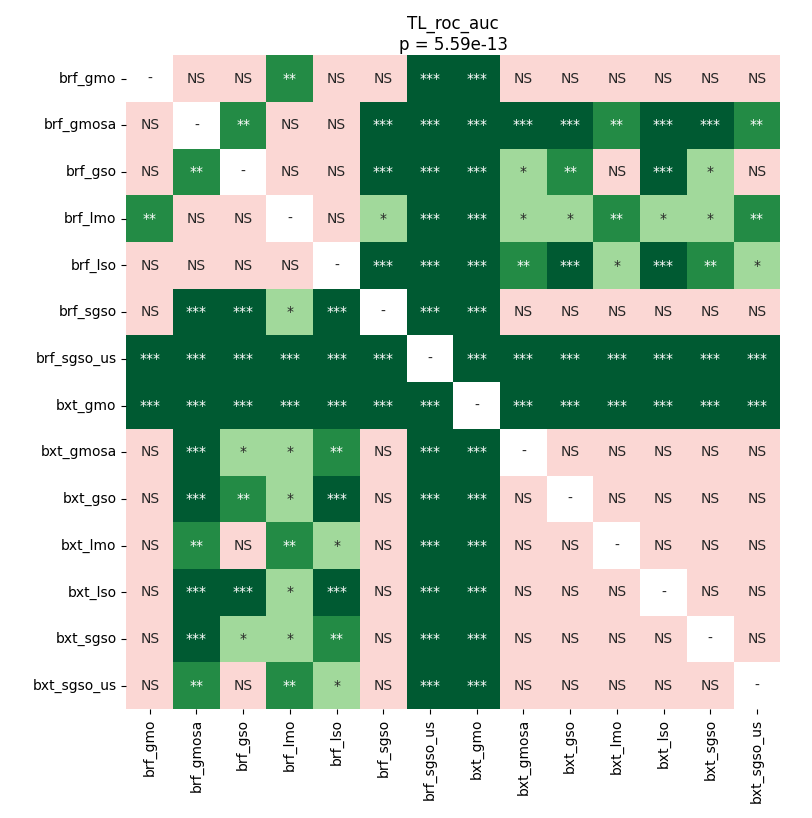 TL_roc_auc
p = 5.59e-13
brf_gmo - NS NS ** NS NS *** *** NS NS NS NS NS NS
brf_gmosa NS - ** NS NS *** *** *** *** *** ** *** *** **
brf_gso NS ** - NS NS *** *** *** * ** NS *** * NS
brf_lmo ** NS NS - NS * *** *** * * ** * * **
brf_lso NS NS NS NS - *** *** *** ** *** * *** ** *
brf_sgso NS *** *** * *** - *** *** NS NS NS NS NS NS
brf_sgso_us *** *** *** *** *** *** - *** *** *** *** *** *** ***
bxt_gmo *** *** *** *** *** *** *** - *** *** *** *** *** ***
bxt_gmosa NS *** * * ** NS *** *** - NS NS NS NS NS
bxt_gso NS *** ** * *** NS *** *** NS - NS NS NS NS
bxt_lmo NS ** NS ** * NS *** *** NS NS - NS NS NS
bxt_lso NS *** *** * *** NS *** *** NS NS NS - NS NS
bxt_sgso NS *** * * ** NS *** *** NS NS NS NS - NS
bxt_sgso_us NS ** NS ** * NS *** *** NS NS NS NS NS -
brf_gmo
brf_gmosa
brf_gso
brf_lmo
brf_lso
brf_sgso
brf_sgso_us
bxt_gmo
bxt_gmosa
bxt_gso
bxt_lmo
bxt_lso
bxt_sgso
bxt_sgso_us